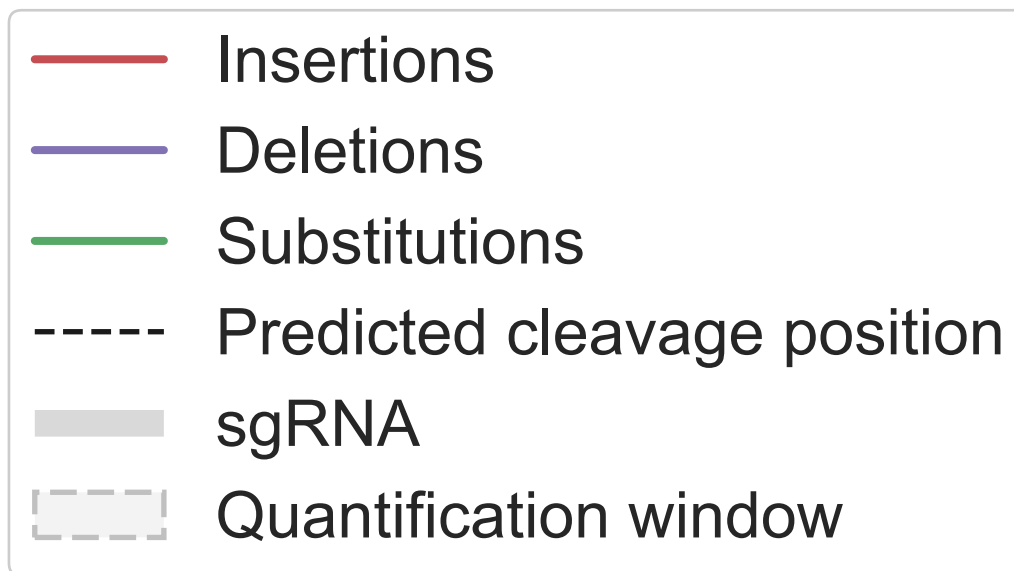 Insertions
Deletions
Substitutions
Predicted cleavage position
sgRNA
Quantification window